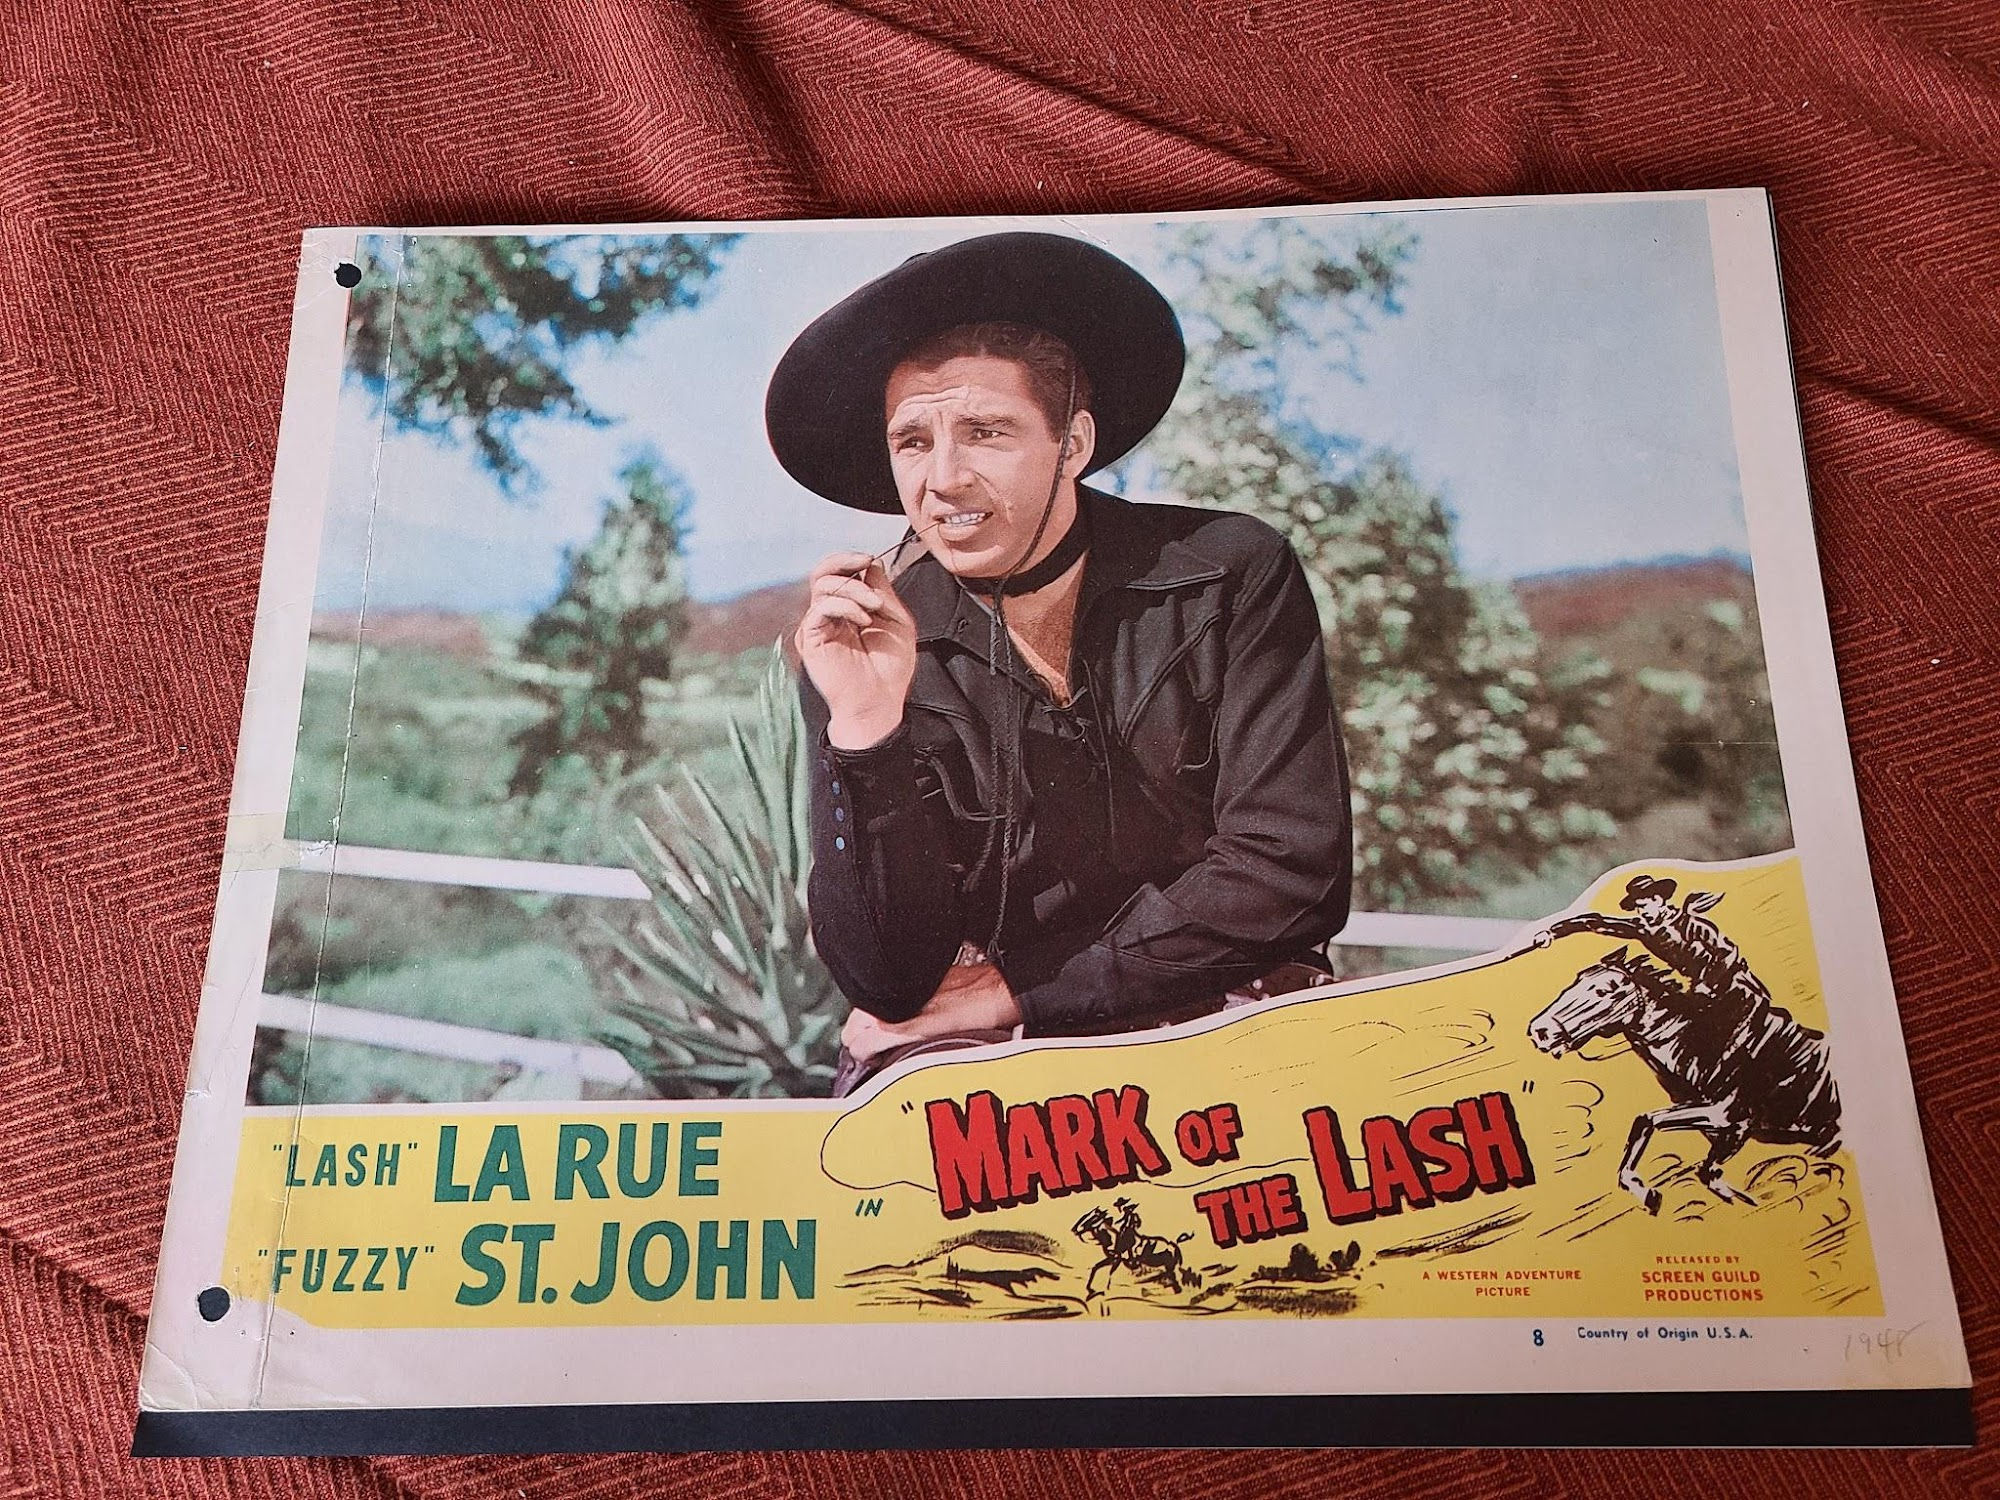 "LASH" LA RUE
"FUZZY" ST. JOHN
IN
"MARK OF
THE LASH"
A WESTERN ADVENTURE
PICTURE
RELEASED BY
SCREEN GUILD
PRODUCTIONS
8 Country of Origin U.S.A.
1948